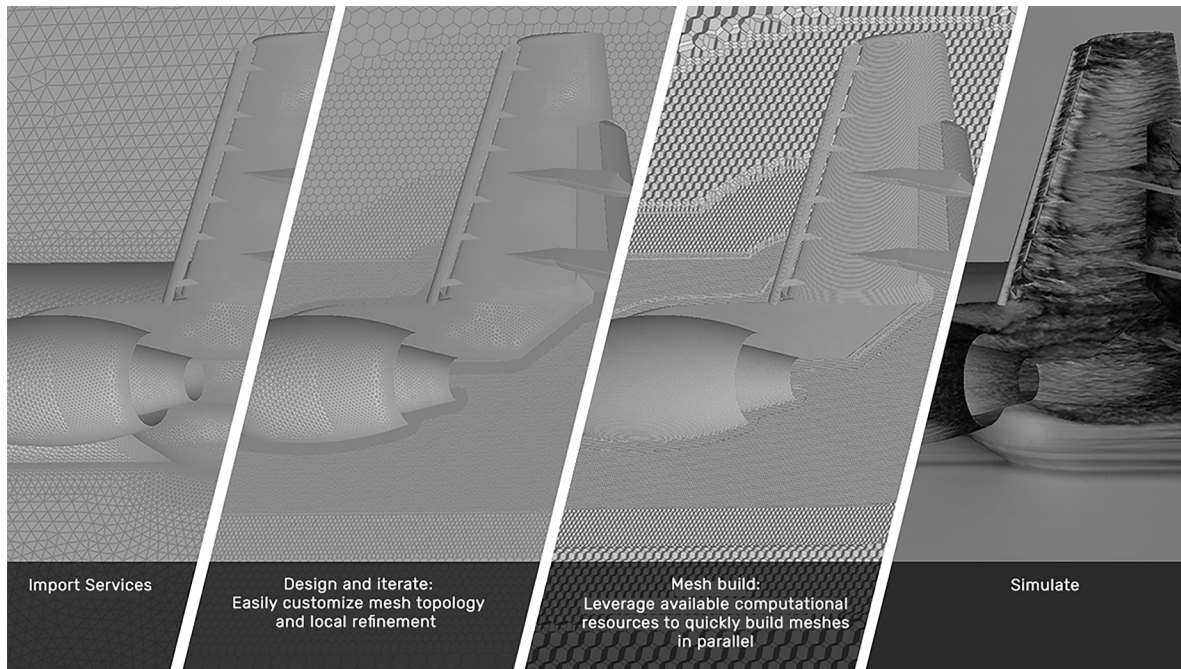 Import Services
Design and iterate:
Easily customize mesh topology
and local refinement
Mesh build:
Leverage available computational
resources to quickly build meshes
in parallel
Simulate